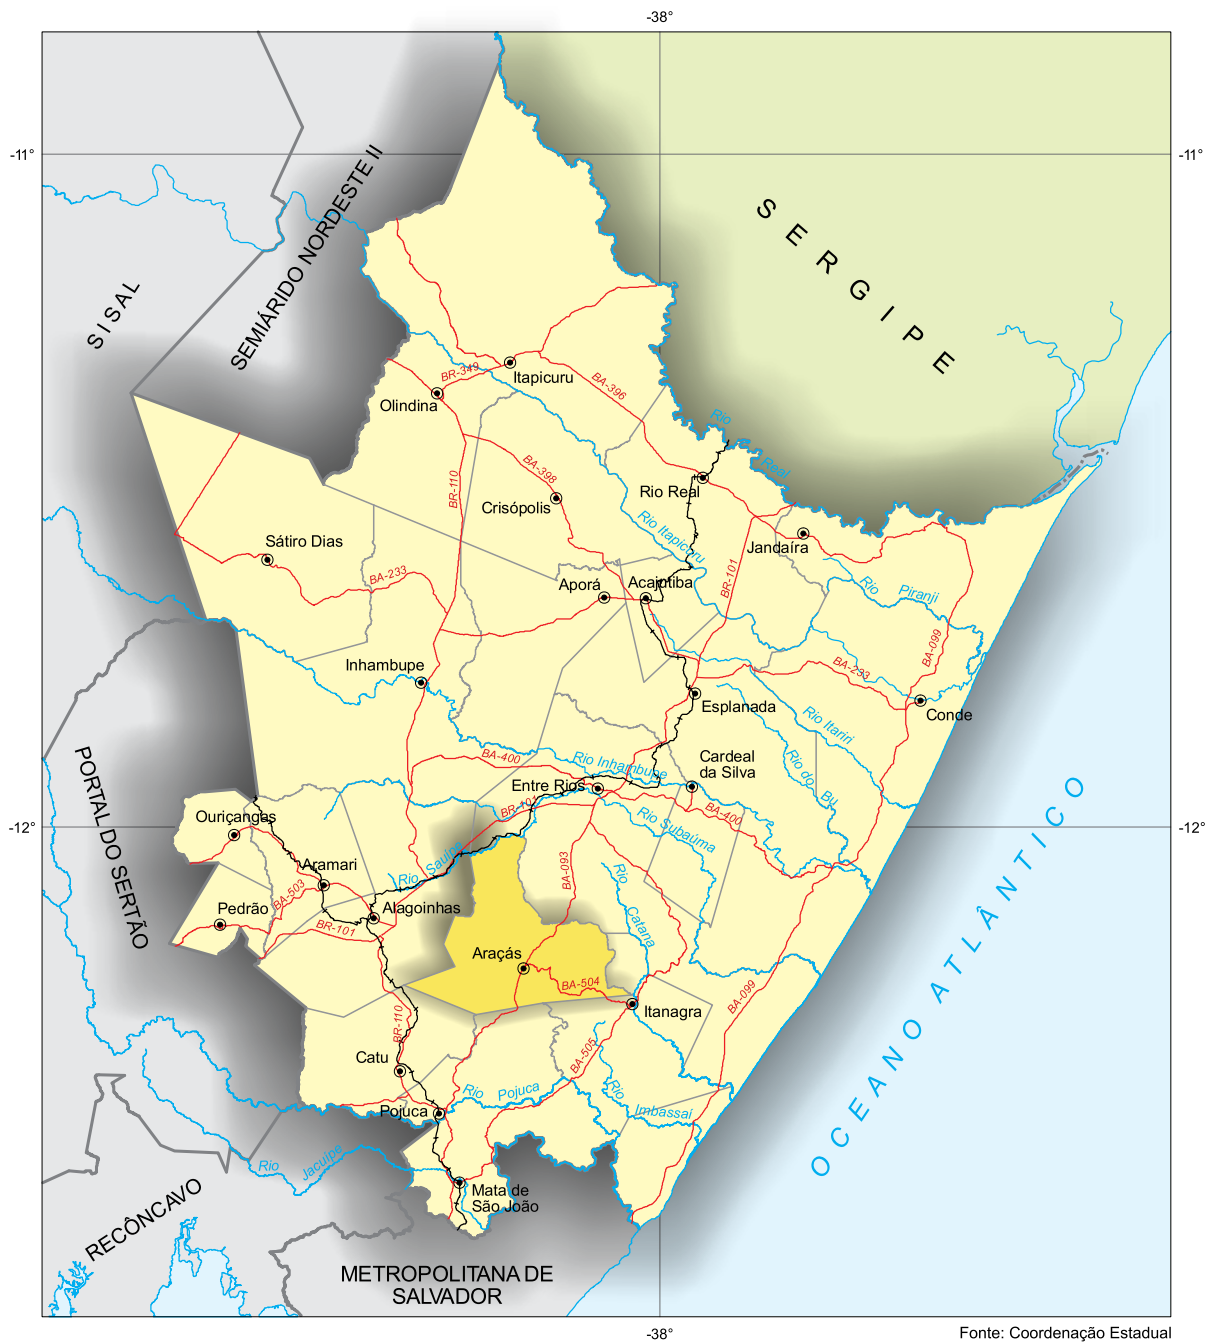 -38°
-11°
-11°
SERGIPE
SEMIÁRIDO NORDESTE II
SISAL
BR-349
Itapicuru
BA-396
Olindina
Rio
Real
BA-398
BR-110
Rio Real
Crisópolis
Rio Itapicuru
Sátiro Dias
Jandaíra
BA-233
Aporá
Acajutiba
BR-101
Rio
Piranji
BA-099
Inhambupe
BA-233
Esplanada
Conde
Rio Itariri
PORTAL DO SERTÃO
BA-400
Rio Inhambupe
Cardeal
da Silva
Rio do Bu
Entre Rios
BR-101
BA-400
Ouriçangas
Rio Subaúma
-12°
-12°
Aramari
Rio Sauípe
BA-093
Rio
Catana
BA-503
Pedrão
Alagoinhas
BR-101
Araçás
BA-504
Itanagra
BA-099
OCEANO ATLÂNTICO
BR-110
Catu
BA-505
Rio
Pojuca
Rio
Imbassaí
Pojuca
Rio
Jacuípe
Mata de
São João
RECÔNCAVO
METROPOLITANA DE
SALVADOR
-38°
Fonte: Coordenação Estadual